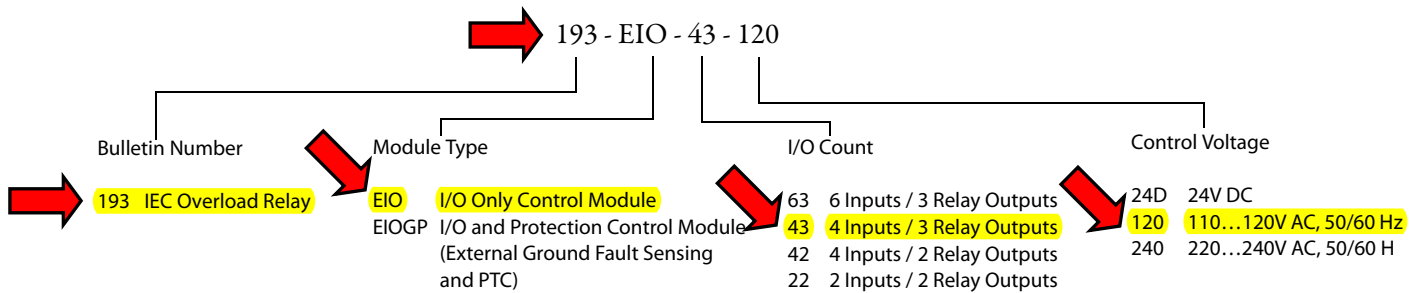 193 - EIO - 43 - 120
Bulletin Number
193 IEC Overload Relay
Module Type
EIO I/O Only Control Module
EIOGP I/O and Protection Control Module
(External Ground Fault Sensing
and PTC)
I/O Count
63 6 Inputs / 3 Relay Outputs
43 4 Inputs / 3 Relay Outputs
42 4 Inputs / 2 Relay Outputs
22 2 Inputs / 2 Relay Outputs
Control Voltage
24D 24V DC
120 110…120V AC, 50/60 Hz
240 220…240V AC, 50/60 H